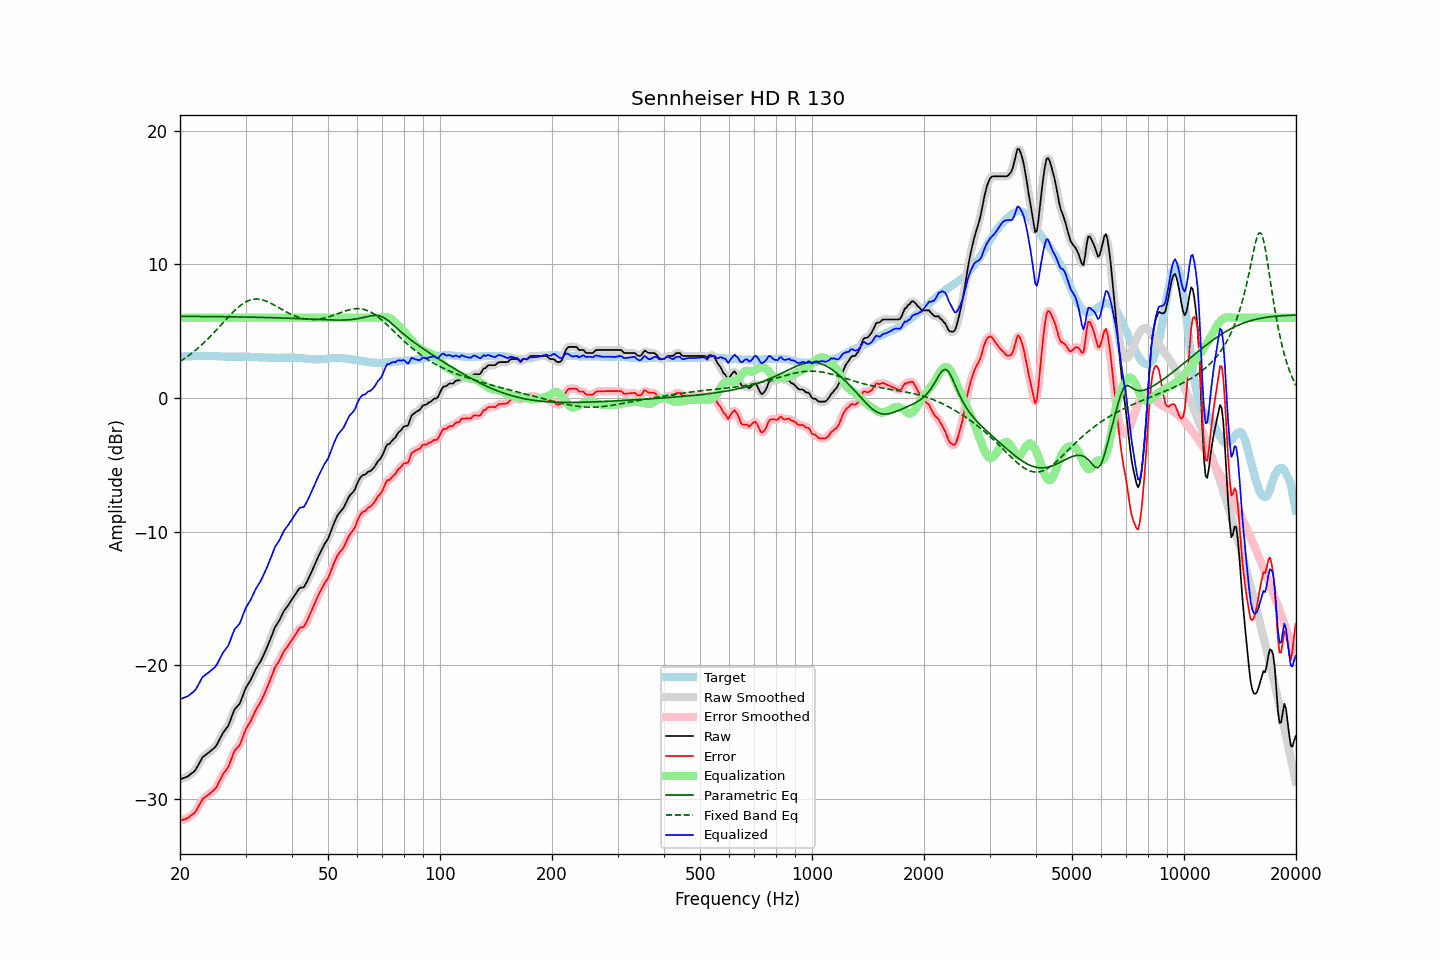 Sennheiser HD R 130
20
10
0
−10
−20
−30
Amplitude (dBr)
Target
Raw Smoothed
Error Smoothed
Raw
Error
Equalization
Parametric Eq
Fixed Band Eq
Equalized
20
50
100
200
500
1000
2000
5000
10000
20000
Frequency (Hz)